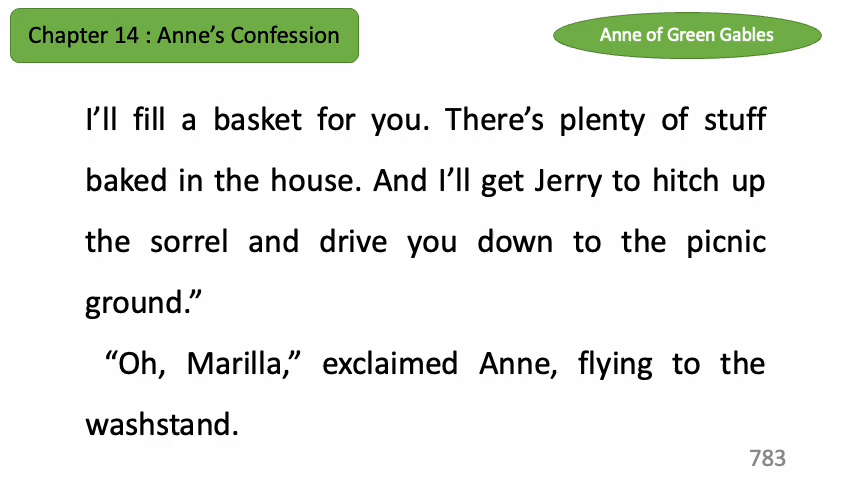 Chapter 14 : Anne’s Confession
Anne of Green Gables
I’ll fill a basket for you. There’s plenty of stuff
baked in the house. And I’ll get Jerry to hitch up
the sorrel and drive you down to the picnic
ground.”
“Oh, Marilla,” exclaimed Anne, flying to the
washstand.
783